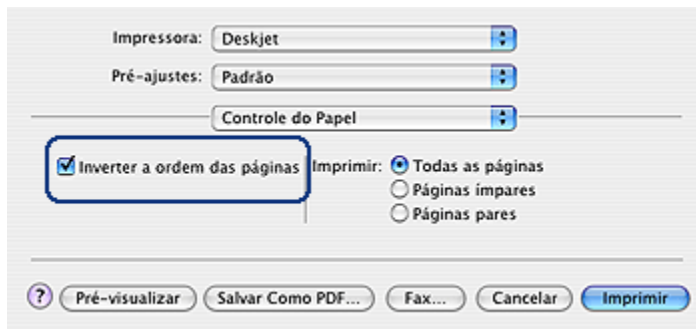 Impressora: Deskjet
Pré-ajustes: Padrão
Controle do Papel
Inverter a ordem das páginas Imprimir: Todas as páginas
Páginas ímpares
Páginas pares
? Pré-visualizar Salvar Como PDF... Fax... Cancelar Imprimir